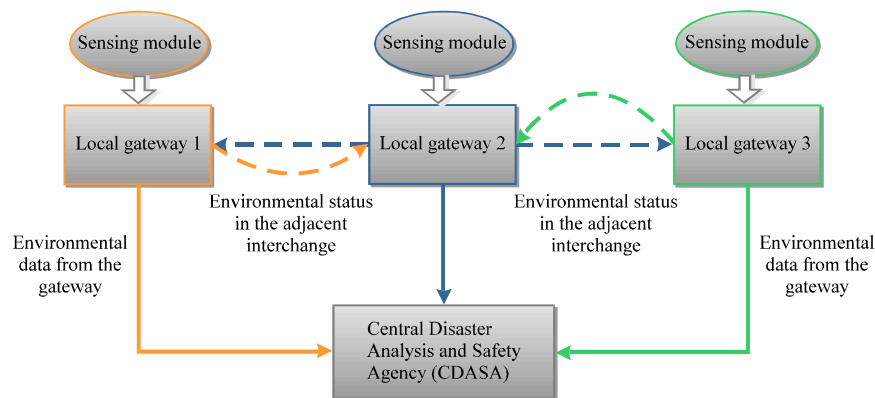 Sensing module
Sensing module
Sensing module
Local gateway 1
Local gateway 2
Local gateway 3
Environmental status
in the adjacent
interchange
Environmental status
in the adjacent
interchange
Environmental
data from the
gateway
Environmental
data from the
gateway
Central Disaster
Analysis and Safety
Agency (CDASA)